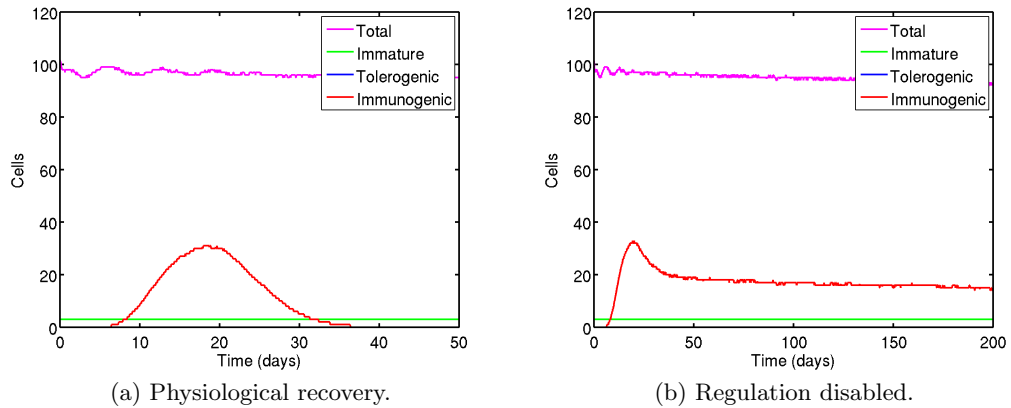 120
100
80
60
40
20
0
Cells
0 10 20 30 40 50
Time (days)
Total
Immature
Tolerogenic
Immunogenic
(a) Physiological recovery.
120
100
80
60
40
20
0
Cells
0 50 100 150 200
Time (days)
Total
Immature
Tolerogenic
Immunogenic
(b) Regulation disabled.